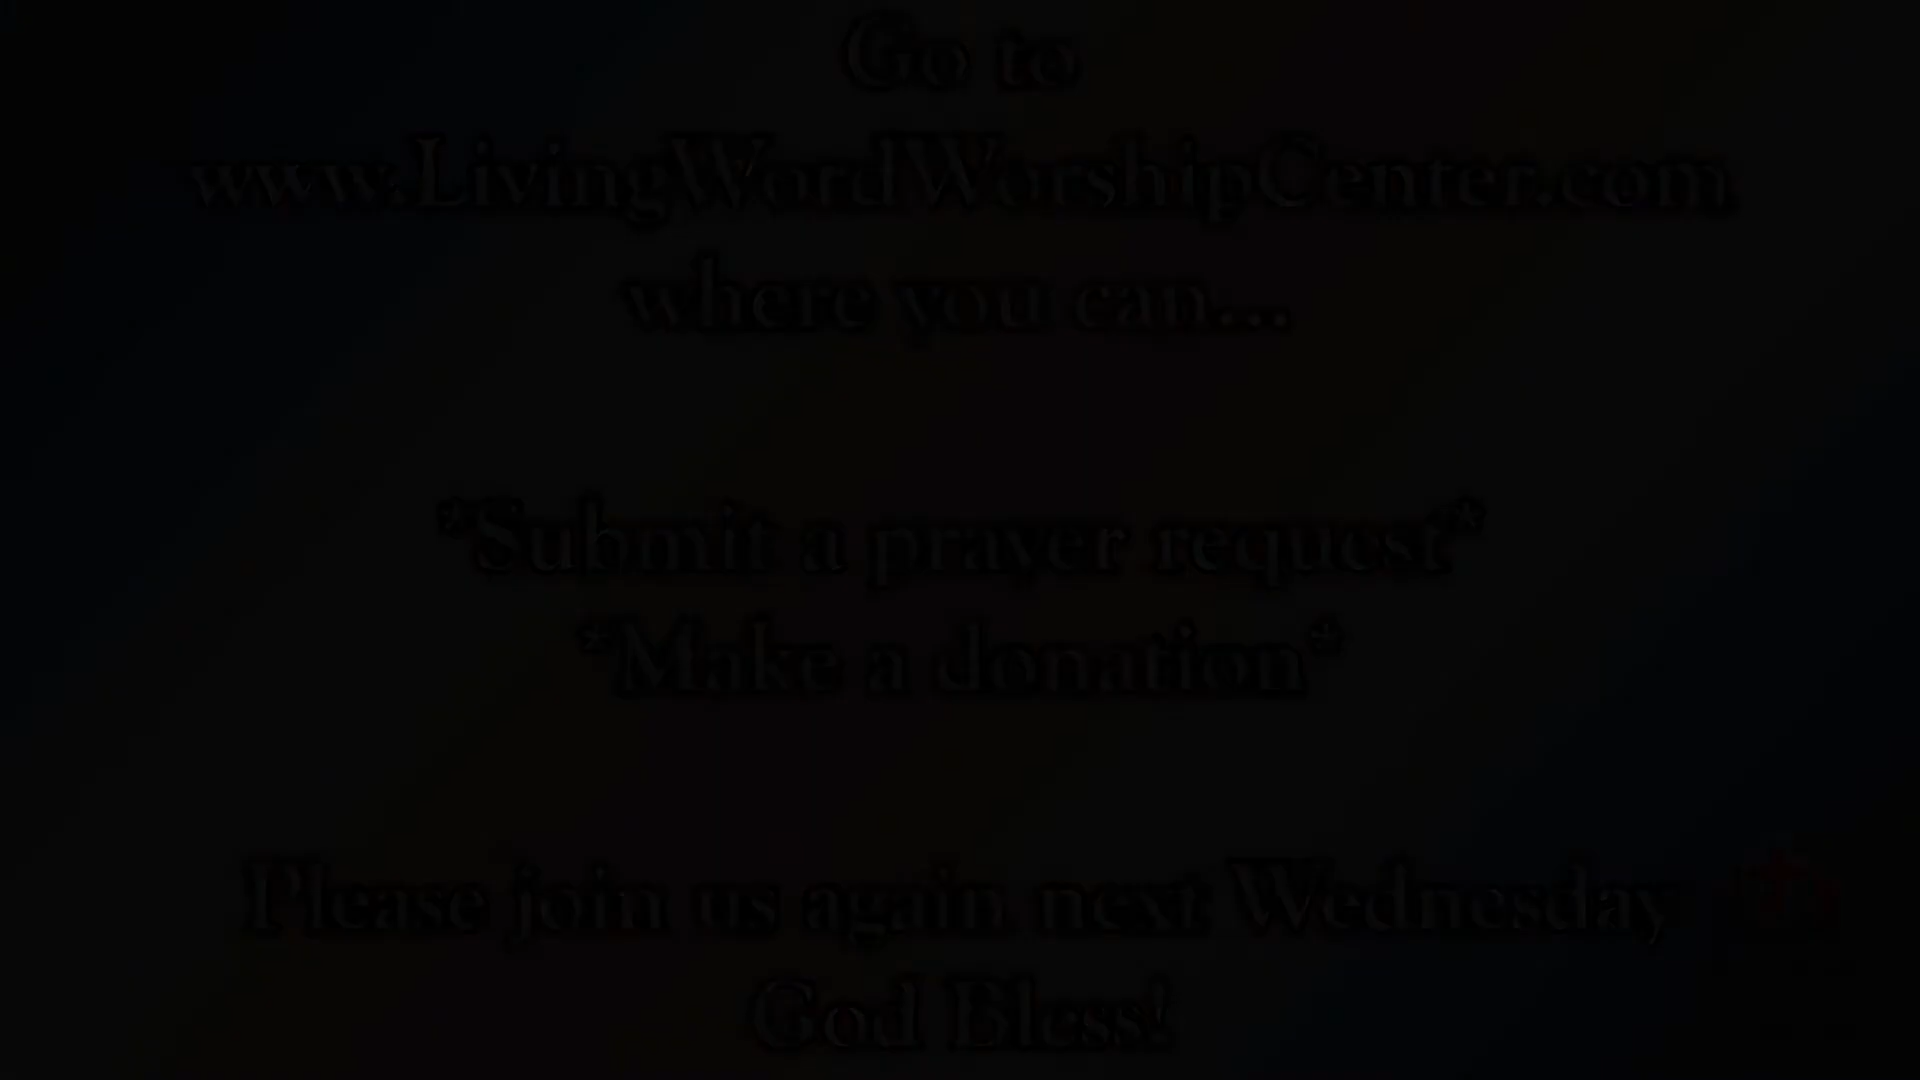 Go to
www.LivingWordWorshipCenter.com
where you can...
*Submit a prayer request*
*Make a donation*
Please join us again next Wednesday
God Bless!